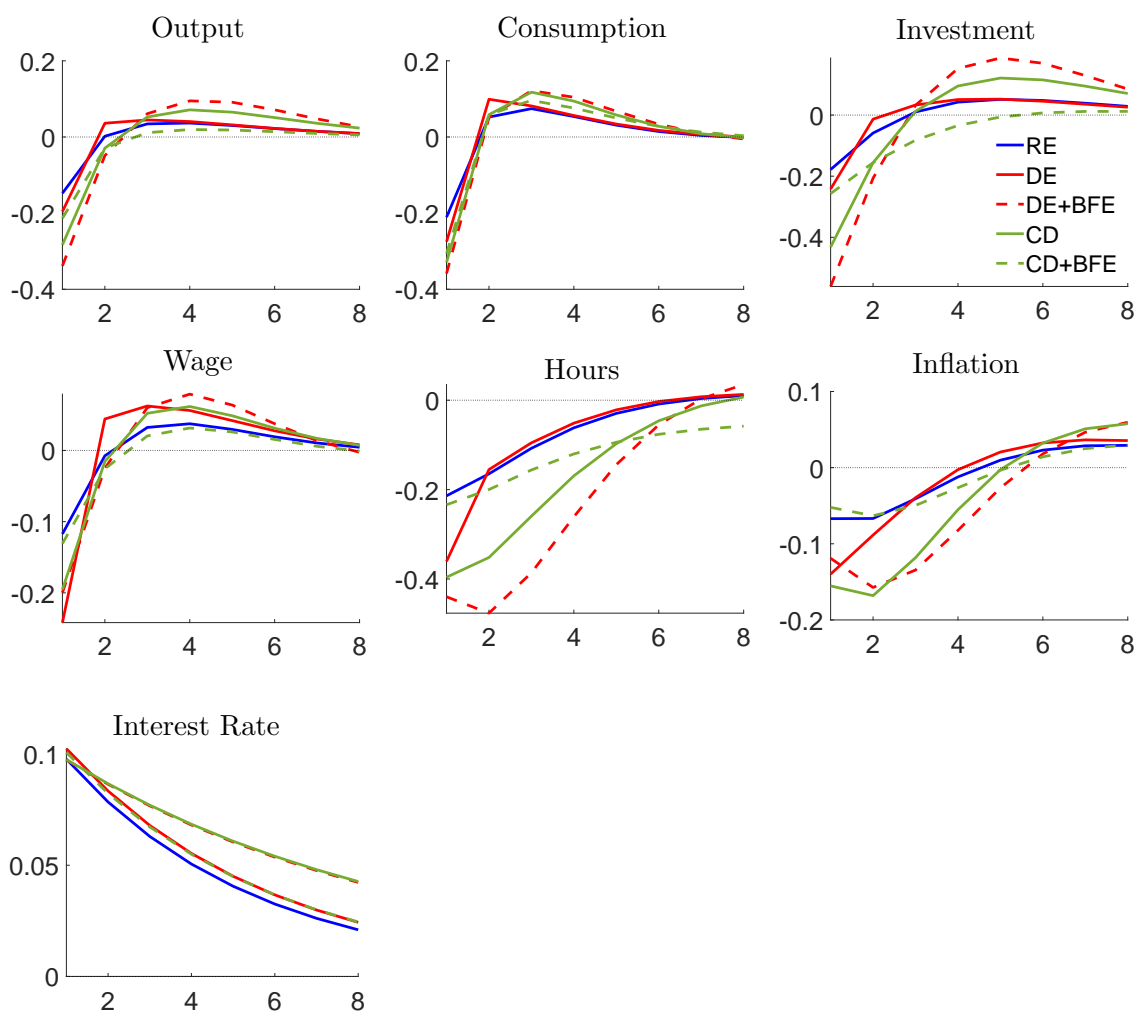 Output
0.2
0
-0.2
-0.4
2 4 6 8
Consumption
0.2
0
-0.2
-0.4
2 4 6 8
Investment
0
-0.2
-0.4
2 4 6 8
RE
DE
DE+BFE
CD
CD+BFE
Wage
0
-0.1
-0.2
2 4 6 8
Hours
0
-0.2
-0.4
2 4 6 8
Inflation
0.1
0
-0.1
-0.2
2 4 6 8
Interest Rate
0.1
0.05
0
2 4 6 8